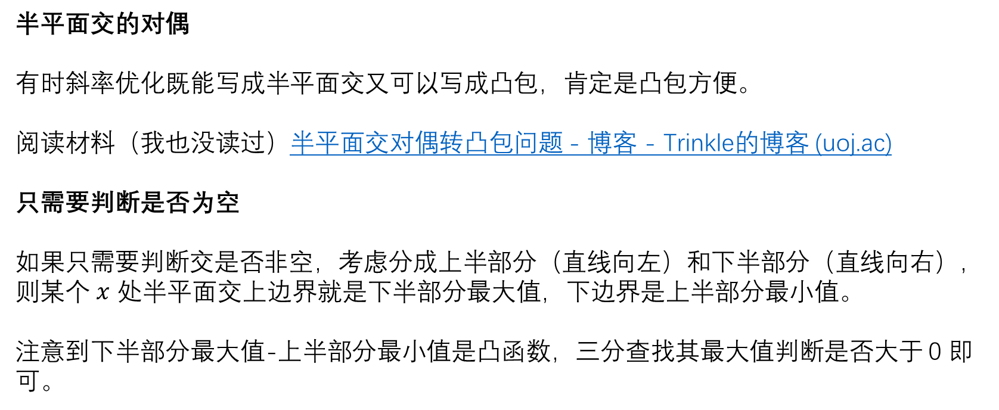 半平面交的对偶
有时斜率优化既能写成半平面交又可以写成凸包，肯定是凸包方便。
阅读材料（我也没读过）半平面交对偶转凸包问题 - 博客 - Trinkle的博客 (uoj.ac)
只需要判断是否为空
如果只需要判断交是否非空，考虑分成上半部分（直线向左）和下半部分（直线向右），
则某个 x 处半平面交上边界就是下半部分最大值，下边界是上半部分最小值。
注意到下半部分最大值-上半部分最小值是凸函数，三分查找其最大值判断是否大于 0 即
可。